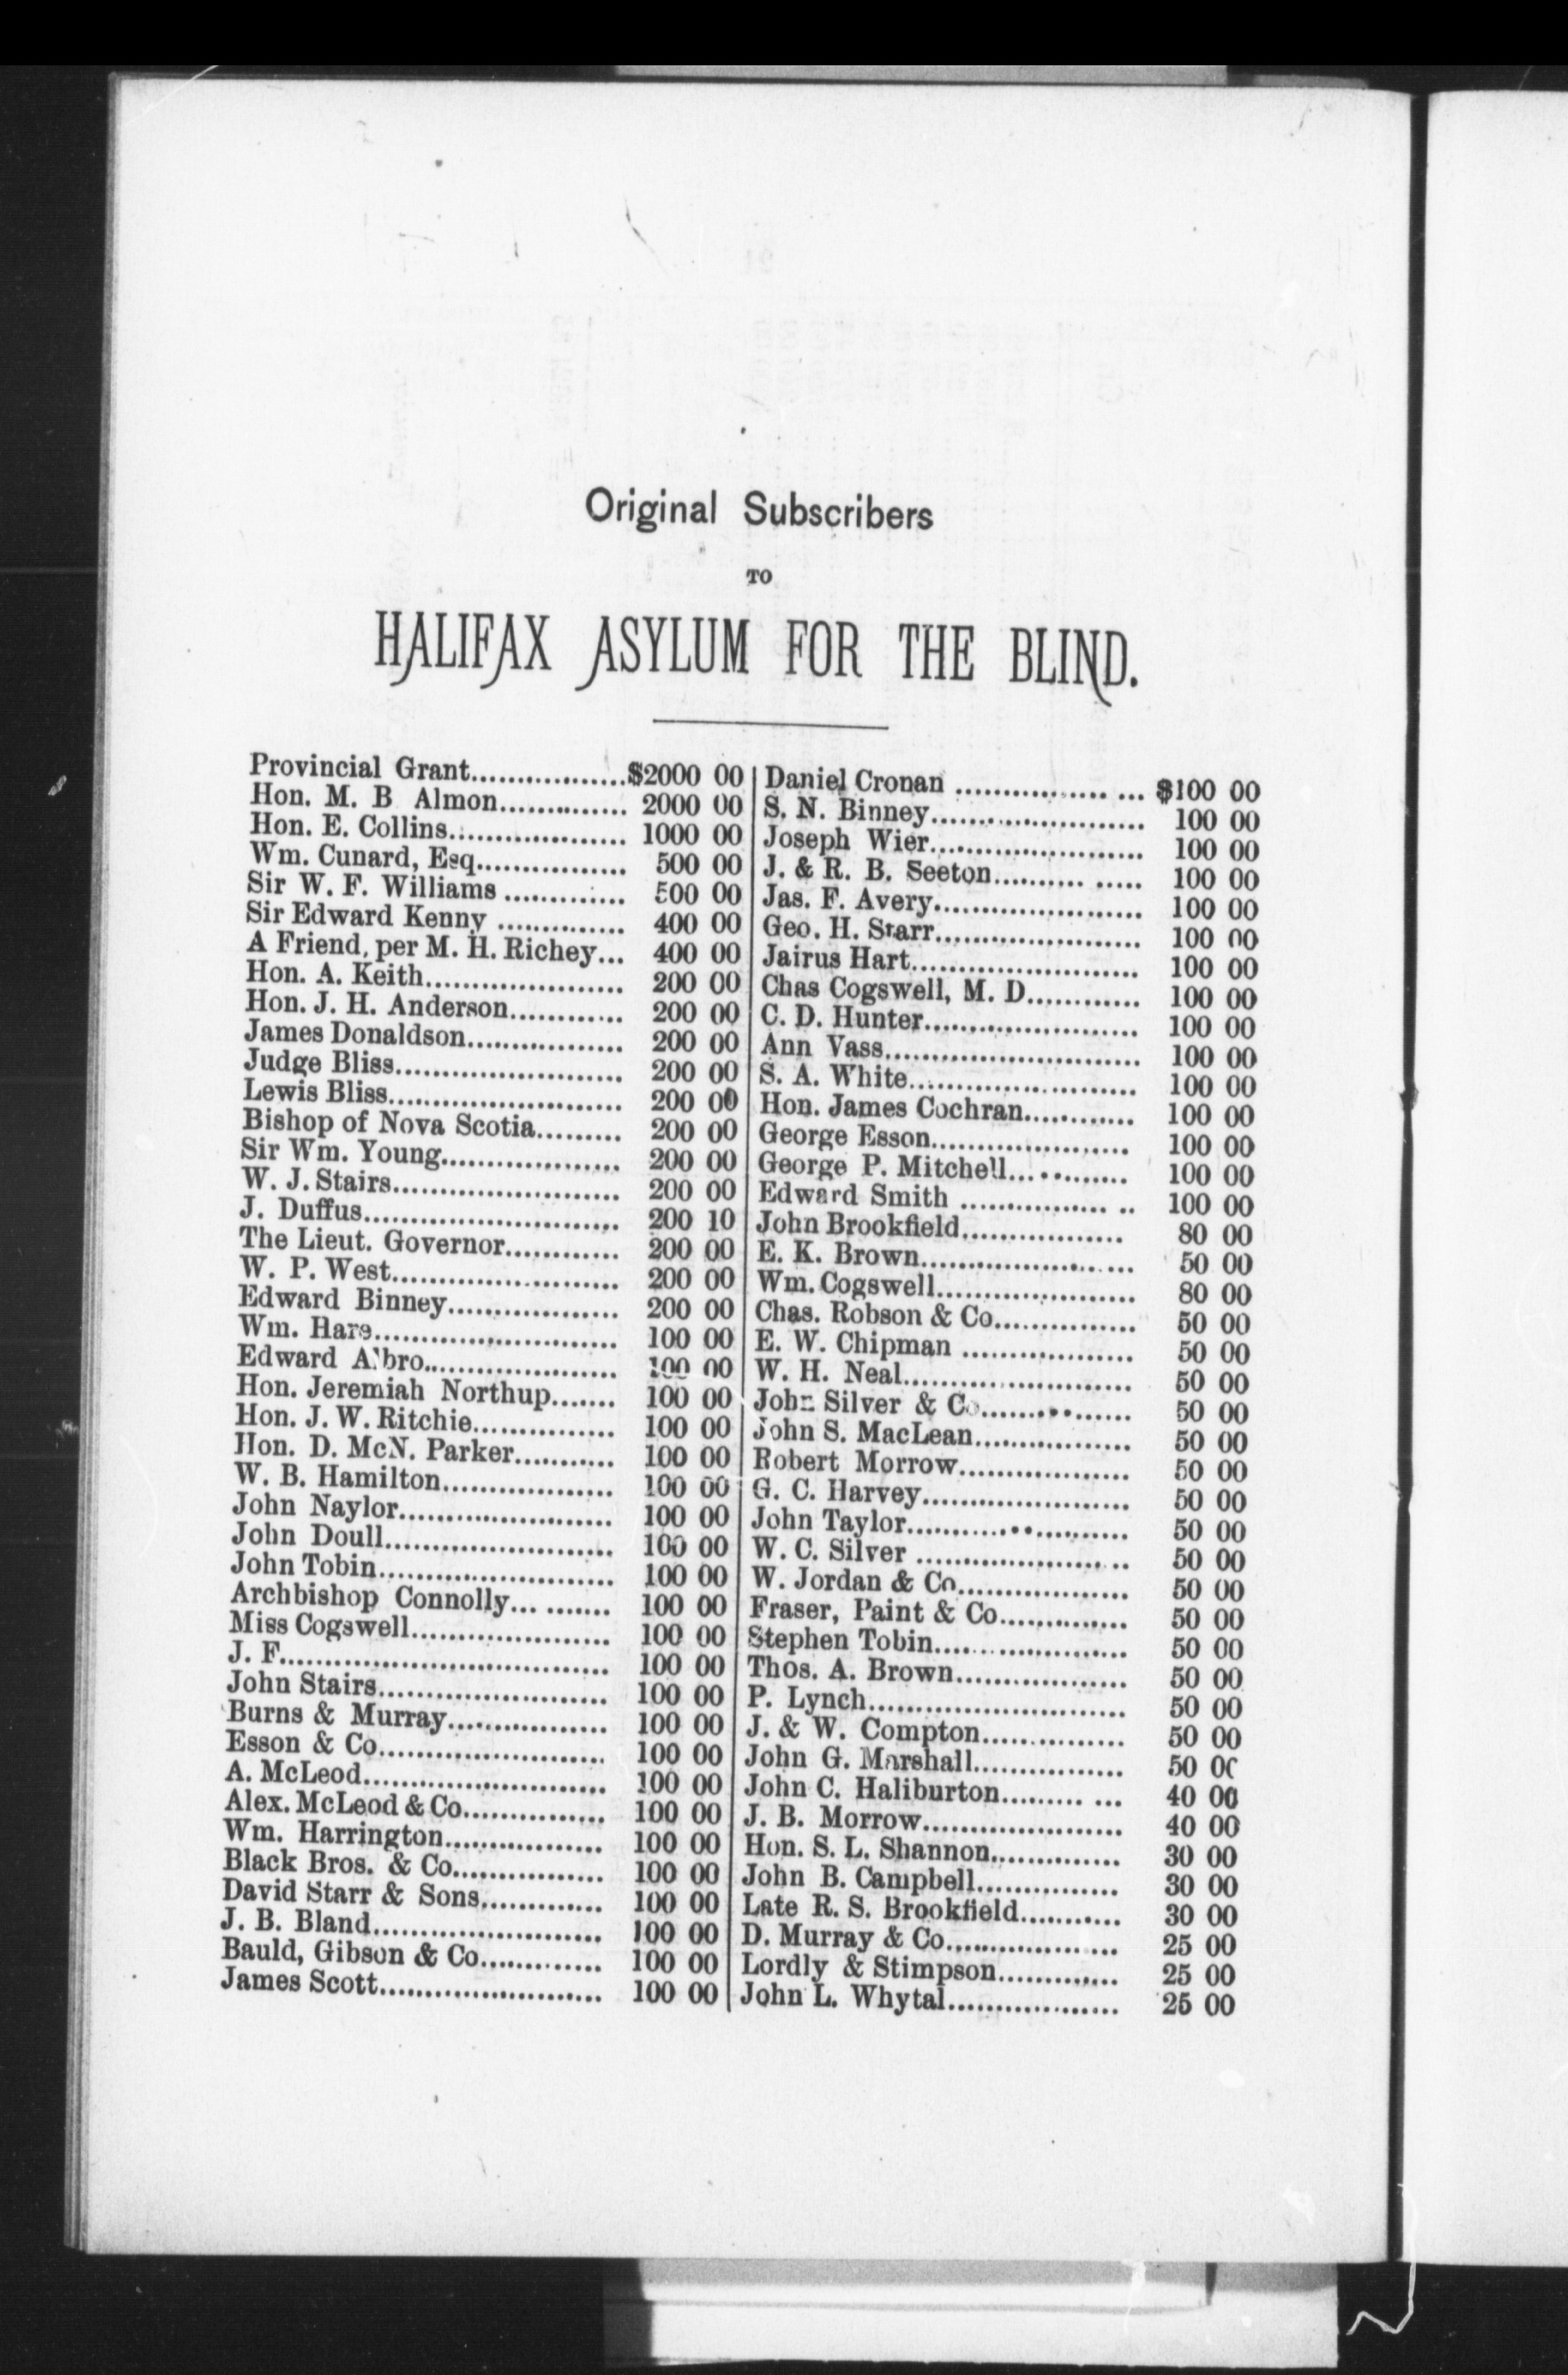 Original Subscribers
TO
HALIFAX ASYLUM FOR THE BLIND.
Provincial Grant.................$2000 00
Hon. M. B Almon.............. 2000 00
Hon. E. Collins................... 1000 00
Wm. Cunard, Esq................ 500 00
Sir W. F. Williams ............. 500 00
Sir Edward Kenny .............. 400 00
A Friend, per M. H. Richey... 400 00
Hon. A. Keith..................... 200 00
Hon. J. H. Anderson............ 200 00
James Donaldson................. 200 00
Judge Bliss........................ 200 00
Lewis Bliss......................... 200 00
Bishop of Nova Scotia......... 200 00
Sir Wm. Young................... 200 00
W. J. Stairs........................ 200 00
J. Duffus........................... 200 10
The Lieut. Governor............ 200 00
W. P. West........................ 200 00
Edward Binney.................. 200 00
Wm. Hare.......................... 100 00
Edward Albro.................... 100 00
Hon. Jeremiah Northup....... 100 00
Hon. J. W. Ritchie............... 100 00
Hon. D. McN. Parker........... 100 00
W. B. Hamilton.................. 100 00
John Naylor....................... 100 00
John Doull........................ 100 00
John Tobin......................... 100 00
Archbishop Connolly... ....... 100 00
Miss Cogswell..................... 100 00
J. F................................... 100 00
John Stairs........................ 100 00
Burns & Murray................. 100 00
Esson & Co........................ 100 00
A. McLeod.......................... 100 00
Alex. McLeod & Co............... 100 00
Wm. Harrington................. 100 00
Black Bros. & Co................ 100 00
David Starr & Sons............. 100 00
J. B. Bland........................ 100 00
Bauld, Gibson & Co............. 100 00
James Scott........................ 100 00
Daniel Cronan ................ ... $100 00
S. N. Binney....................... 100 00
Joseph Wier....................... 100 00
J. & R. B. Seeton.......... ..... 100 00
Jas. F. Avery...................... 100 00
Geo. H. Starr...................... 100 00
Jairus Hart........................ 100 00
Chas Cogswell, M. D............ 100 00
C. D. Hunter....................... 100 00
Ann Vass........................... 100 00
S. A. White........................ 100 00
Hon. James Cochran............ 100 00
George Esson..................... 100 00
George P. Mitchell............. 100 00
Edward Smith ................ .. 100 00
John Brookfield................. 80 00
E. K. Brown....................... 50 00
Wm. Cogswell..................... 80 00
Chas. Robson & Co............... 50 00
E. W. Chipman .................. 50 00
W. H. Neal........................ 50 00
John Silver & Co................ 50 00
John S. MacLean................. 50 00
Robert Morrow.................. 50 00
G. C. Harvey...................... 50 00
John Taylor....................... 50 00
W. C. Silver ...................... 50 00
W. Jordan & Co.................. 50 00
Fraser, Paint & Co.............. 50 00
Stephen Tobin.................... 50 00
Thos. A. Brown.................. 50 00
P. Lynch........................... 50 00
J. & W. Compton............... 50 00
John G. Marshall................ 50 00
John C. Haliburton......... ... 40 00
J. B. Morrow..................... 40 00
Hon. S. L. Shannon.............. 30 00
John B. Campbell............... 30 00
Late R. S. Brookfield........... 30 00
D. Murray & Co.................. 25 00
Lordly & Stimpson............. 25 00
John L. Whytal.................. 25 00